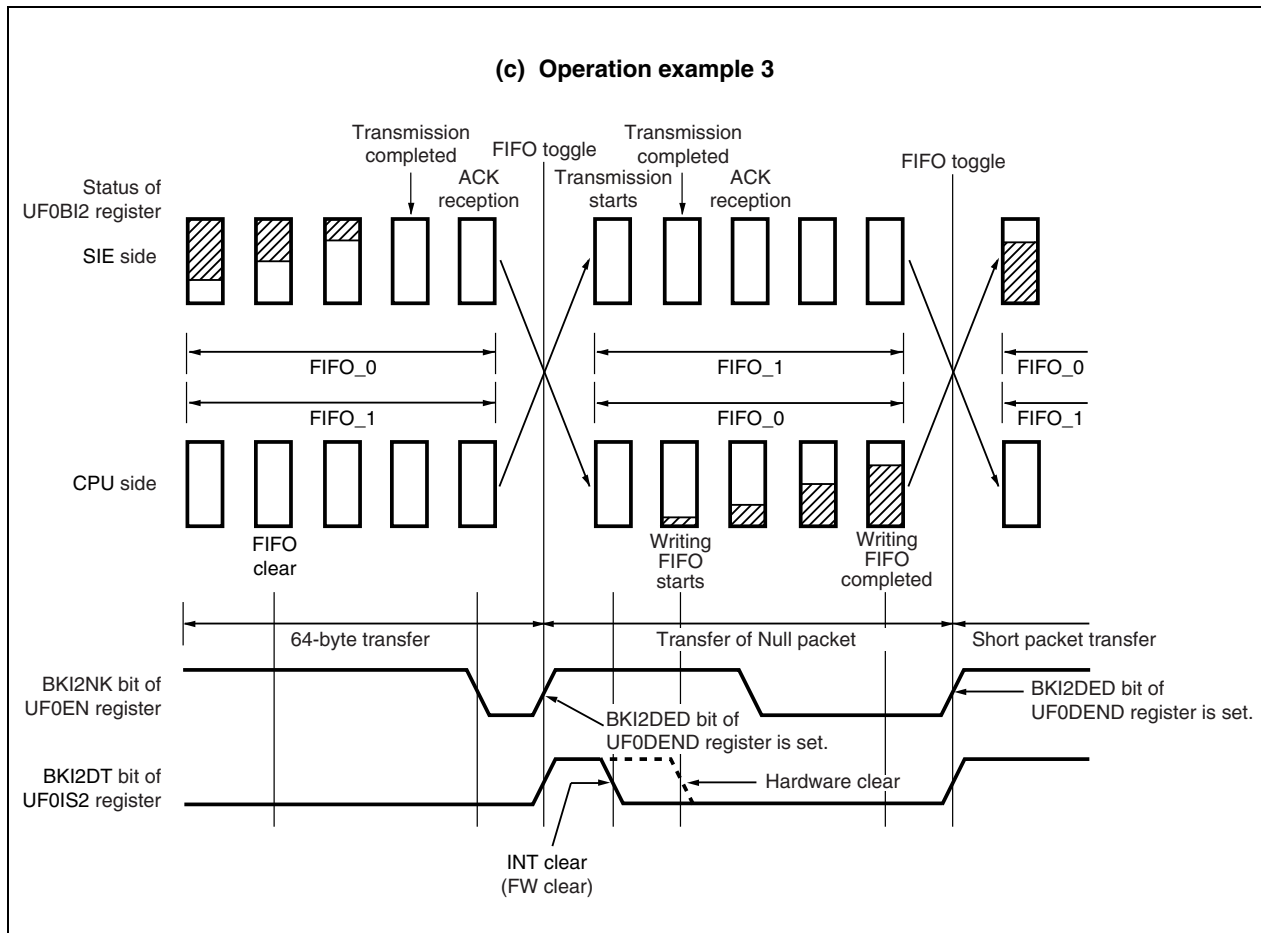 (c) Operation example 3
Transmission
completed
FIFO toggle
Transmission
completed
FIFO toggle
Status of
UF0BI2 register
ACK
reception
Transmission
starts
ACK
reception
SIE side
FIFO_0
FIFO_1
FIFO_0
FIFO_1
FIFO_0
FIFO_1
CPU side
FIFO
clear
Writing
FIFO
starts
Writing
FIFO
completed
64-byte transfer
Transfer of Null packet
Short packet transfer
BKI2NK bit of
UF0EN register
BKI2DED bit of
UF0DEND register is set.
BKI2DED bit of
UF0DEND register is set.
BKI2DT bit of
UF0IS2 register
Hardware clear
INT clear
(FW clear)